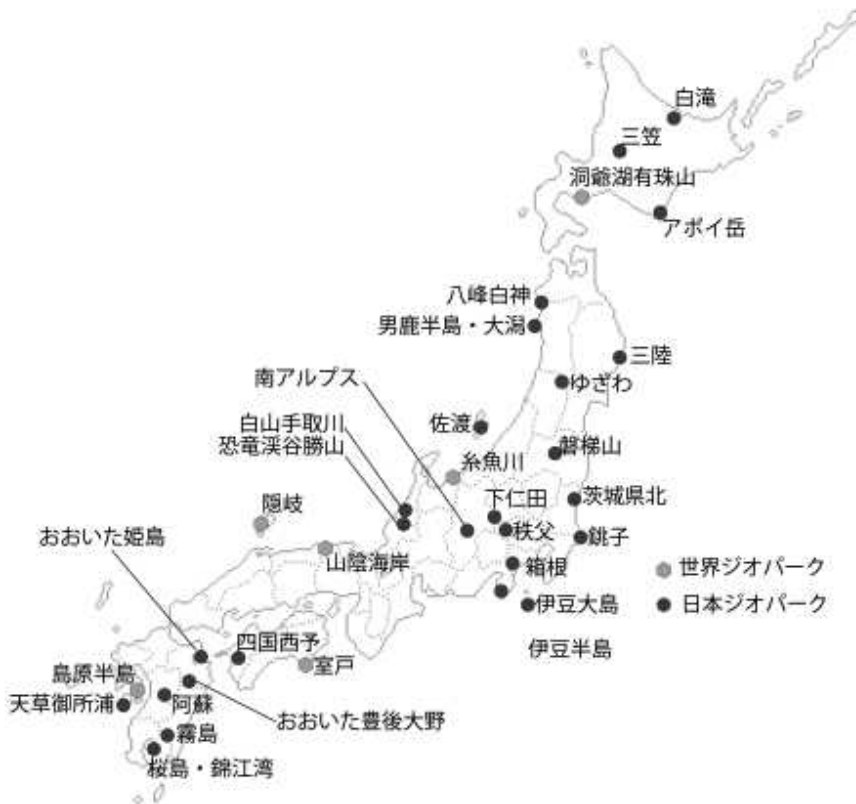 白滝
三笠
洞爺湖有珠山
アポイ岳
八峰白神
男鹿半島・大潟
三陸
南アルプス
ゆざわ
白山手取川
佐渡
恐竜渓谷勝山
磐梯山
糸魚川
隠岐
下仁田
茨城県北
おおいた姫島
秩父
銚子
山陰海岸
箱根
世界ジオパーク
伊豆大島
日本ジオパーク
四国西予
伊豆半島
島原半島
室戸
天草御所浦
阿蘇
おおいた豊後大野
霧島
桜島・錦江湾